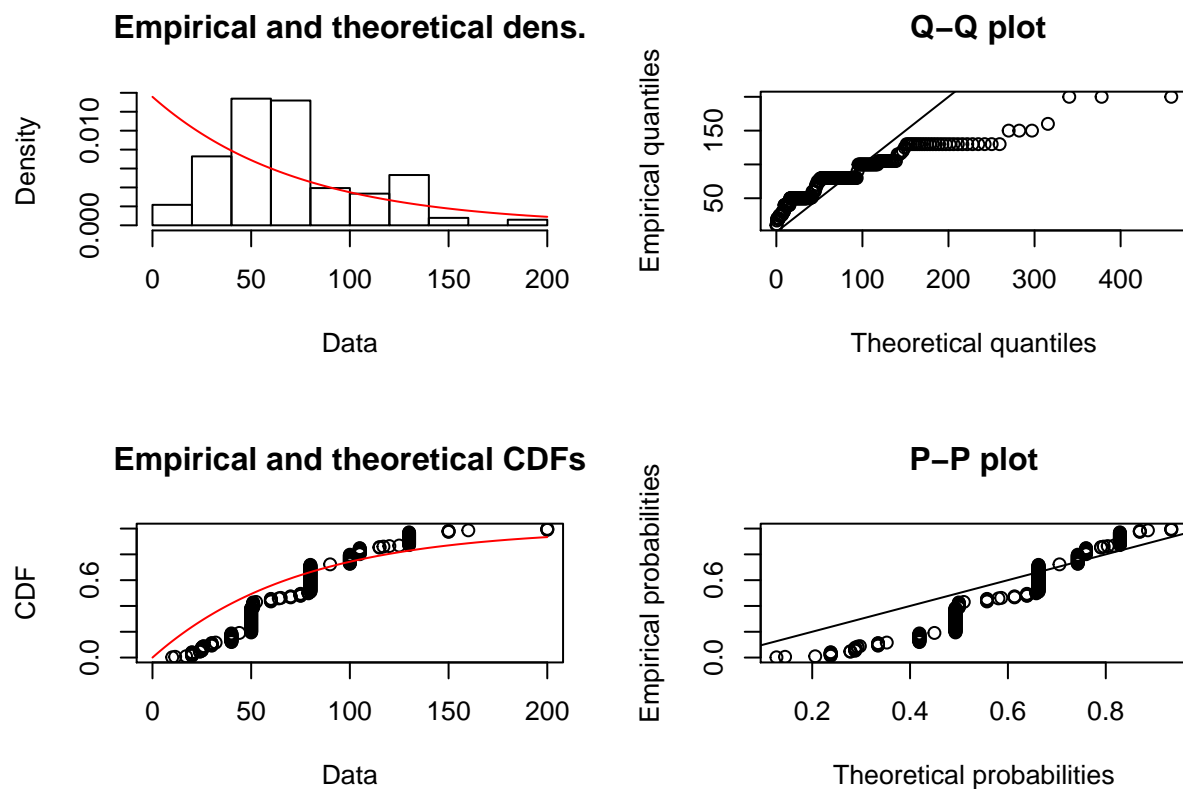 Empirical and theoretical dens.
Density
0.000
0.010
0
50
100
150
200
Data
Q−Q plot
Empirical quantiles
50
150
0
100
200
300
400
Theoretical quantiles
Empirical and theoretical CDFs
CDF
0.0
0.6
0
50
100
150
200
Data
P−P plot
Empirical probabilities
0.0
0.6
0.2
0.4
0.6
0.8
Theoretical probabilities